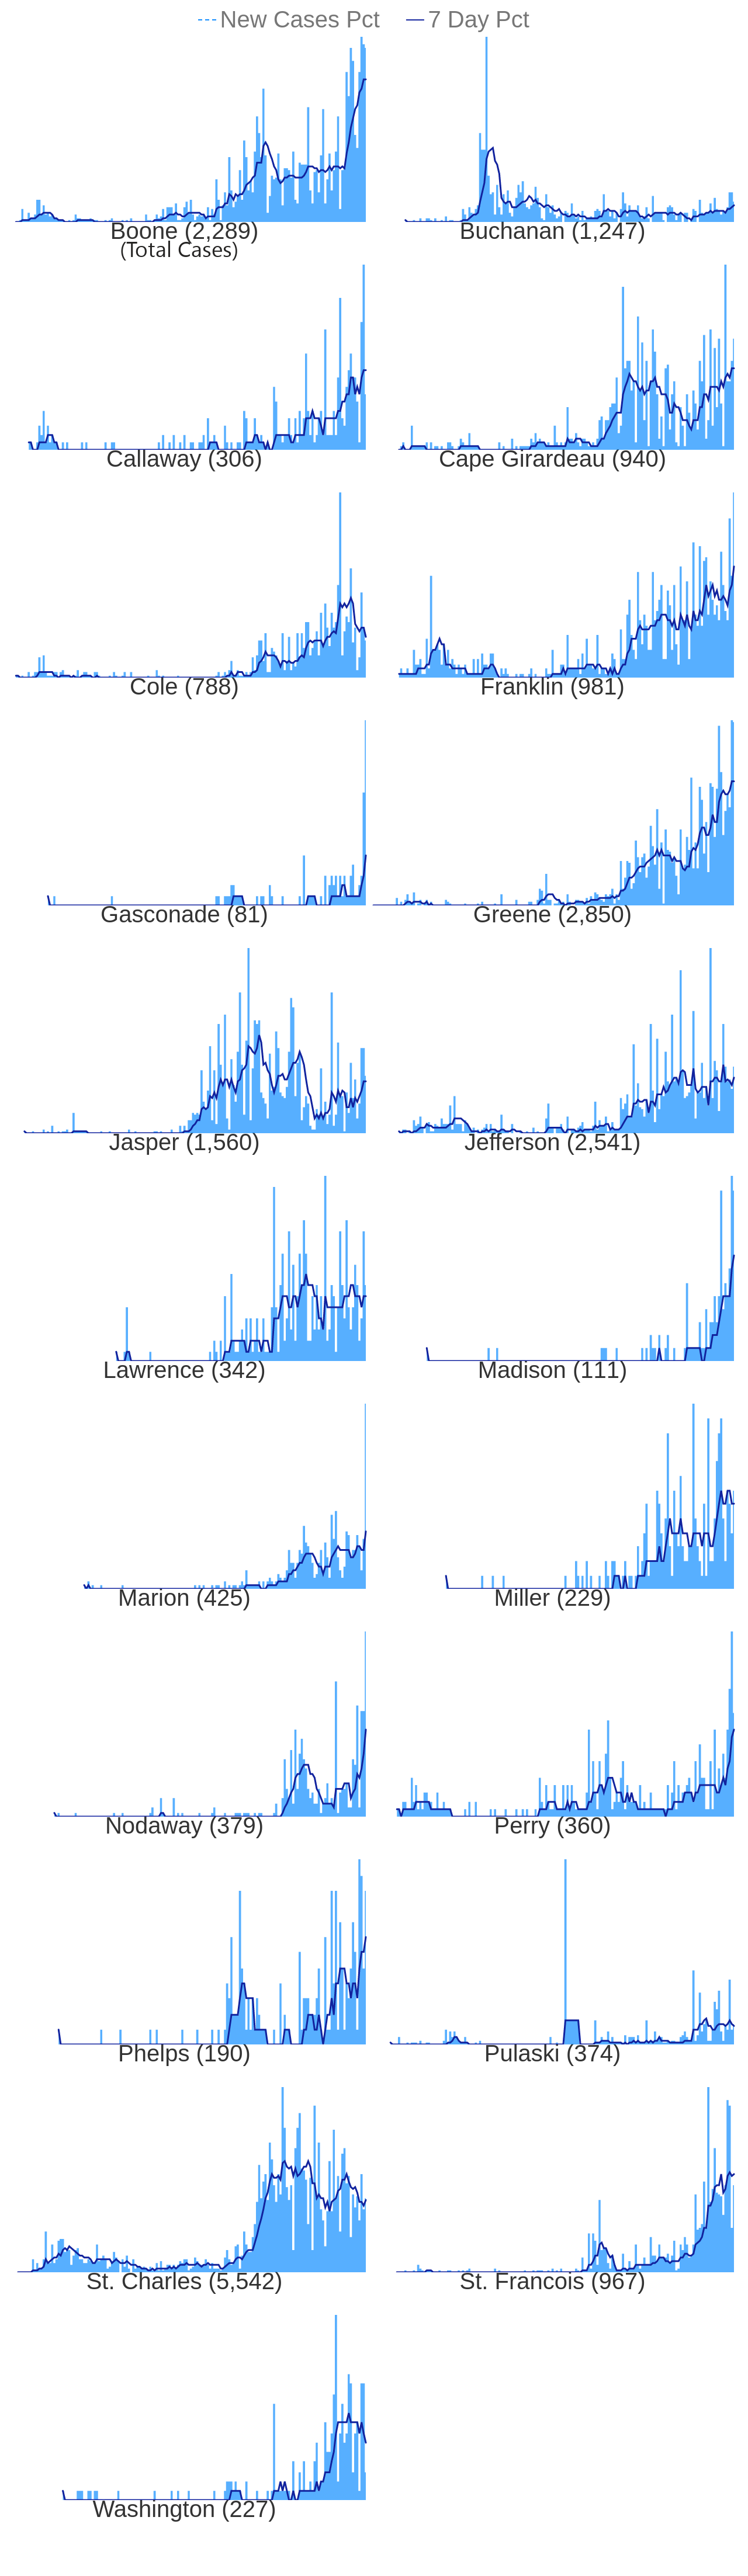 New Cases Pct 7 Day Pct
Boone (2,289) Buchanan (1,247)
(Total Cases)
Callaway (306) Cape Girardeau (940)
Cole (788) Franklin (981)
Gasconade (81) Greene (2,850)
Jasper (1,560) Jefferson (2,541)
Lawrence (342) Madison (111)
Marion (425) Miller (229)
Nodaway (379) Perry (360)
Phelps (190) Pulaski (374)
St. Charles (5,542) St. Francois (967)
Washington (227)